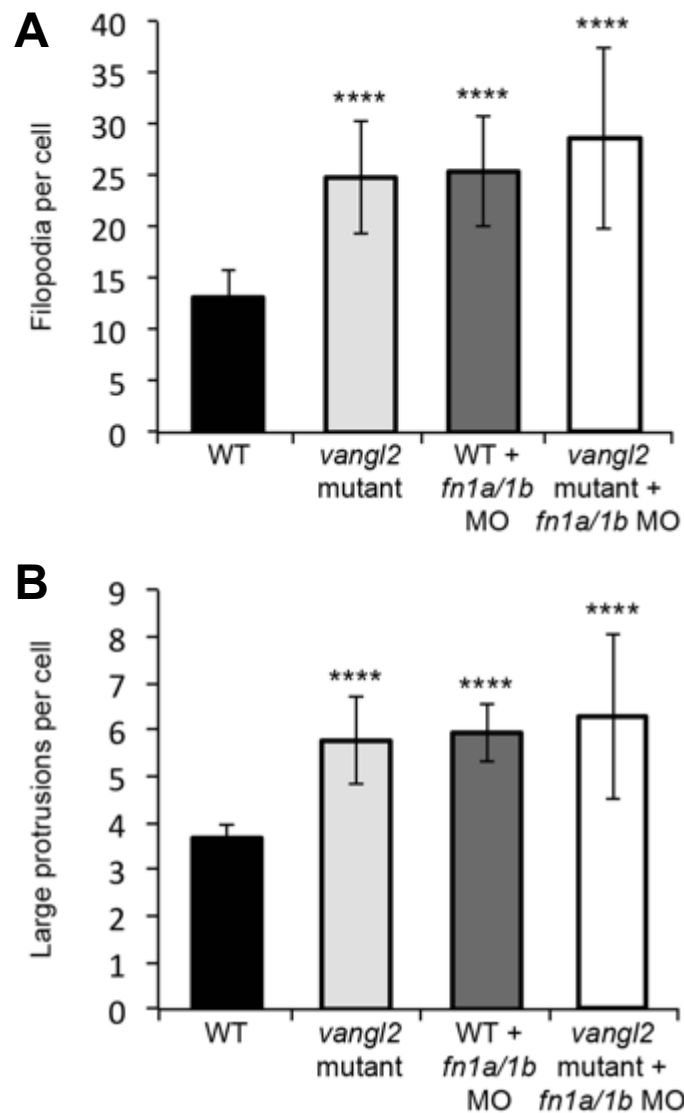 A
Filopodia per cell
40
35
30
25
20
15
10
5
0
****
****
****
WT
vangl2
mutant
WT +
fn1a/1b
MO
vangl2
mutant +
fn1a/1b MO
B
Large protrusions per cell
9
8
7
6
5
4
3
2
1
0
****
****
****
WT
vangl2
mutant
WT +
fn1a/1b
MO
vangl2
mutant +
fn1a/1b MO